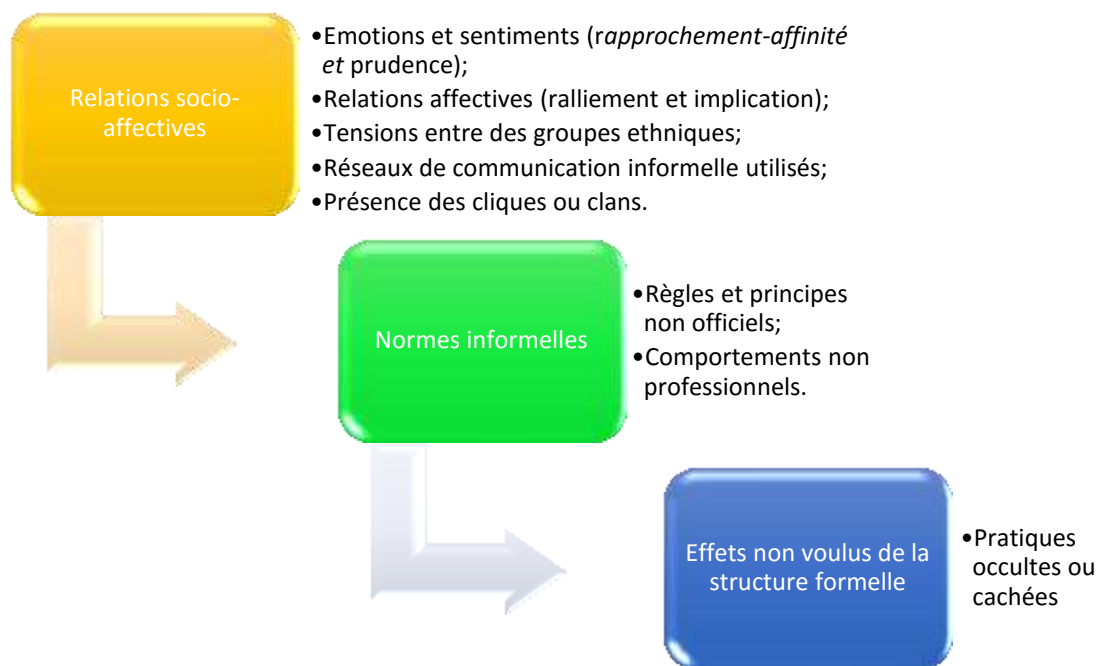 Relations socio-
affectives
•Emotions et sentiments (rapprochement-affinité
et prudence);
•Relations affectives (ralliement et implication);
•Tensions entre des groupes ethniques;
•Réseaux de communication informelle utilisés;
•Présence des cliques ou clans.
Normes informelles
•Règles et principes
non officiels;
•Comportements non
professionnels.
Effets non voulus de la
structure formelle
•Pratiques
occultes ou
cachées